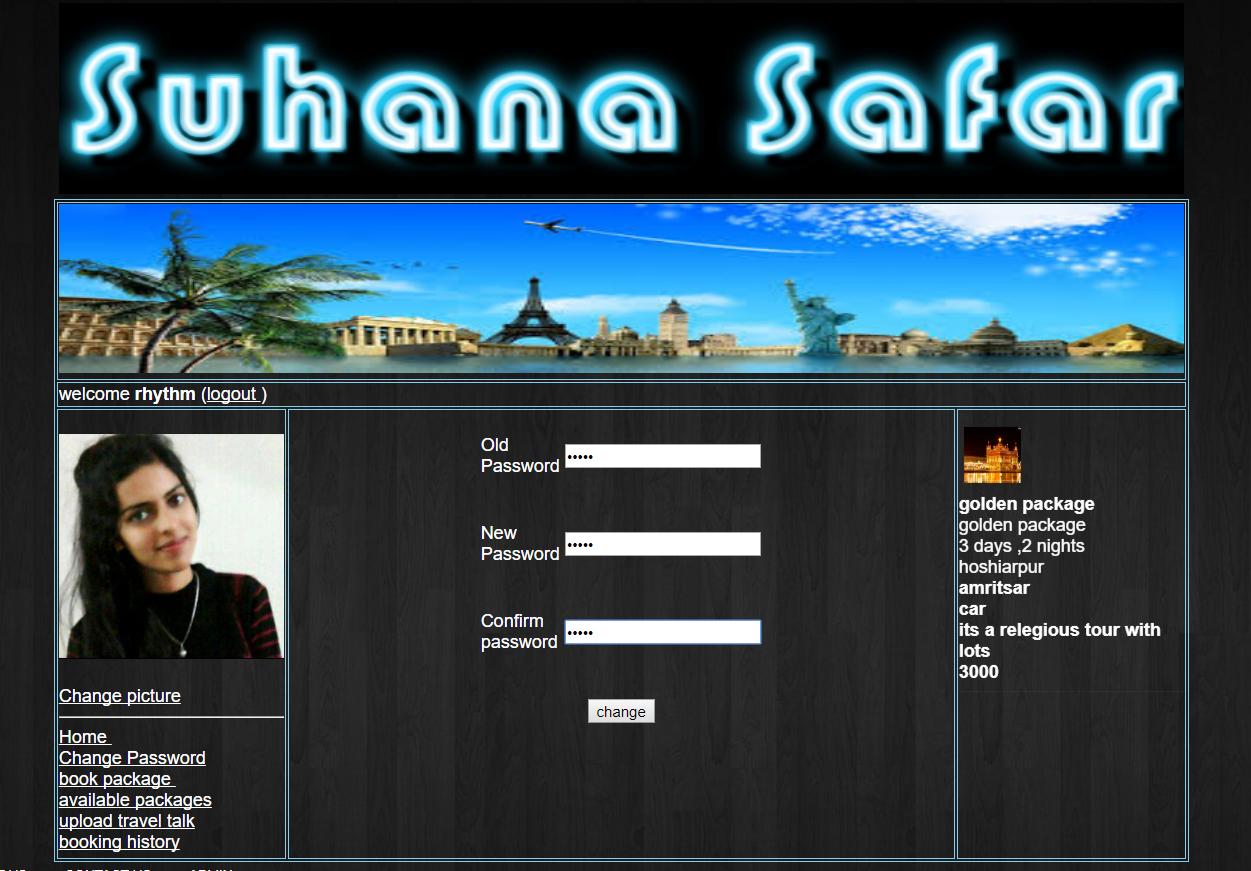 Suhana Safar
welcome rhythm (logout )
Change picture
Home
Change Password
book package
available packages
upload travel talk
booking history
Old
Password
New
Password
Confirm
password
change
golden package
golden package
3 days ,2 nights
hoshiarpur
amritsar
car
its a relegious tour with
lots
3000